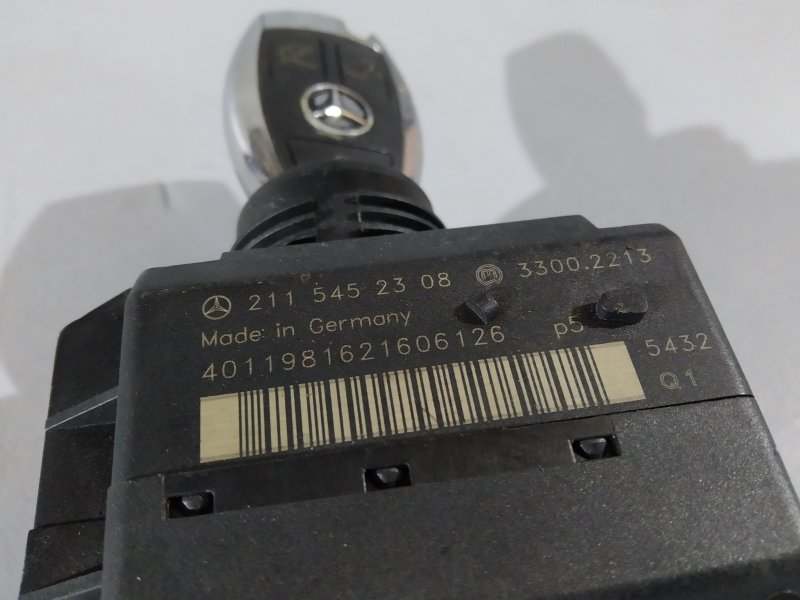 211 545 23 08 3300.2213
Made in Germany
4011981621606126 p5
5432
Q1